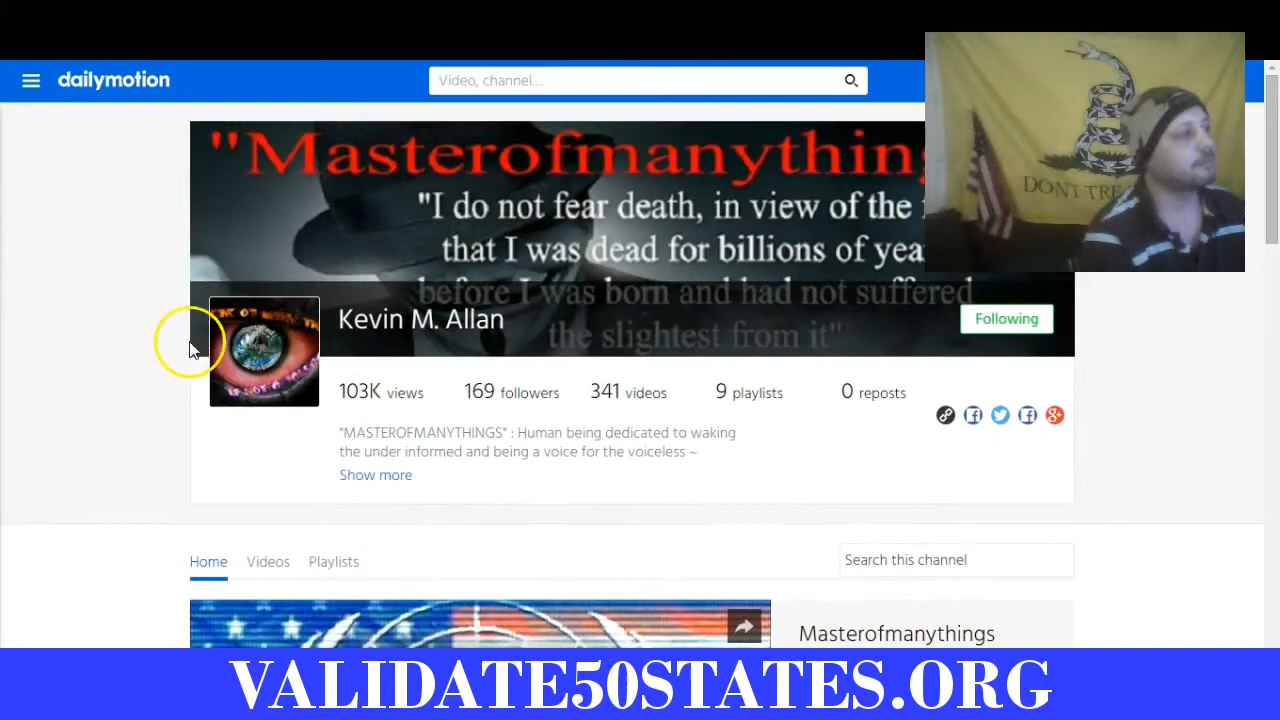 dailymotion
Video, channel...
"Masterofmanythin
"I do not fear death, in view of the
that I was dead for billions of yea
before I was born and had not suffered
the slightest from it"
DON'T TRE
Kevin M. Allan
Following
103K views 169 followers 341 videos 9 playlists 0 reposts
"MASTEROFMANYTHINGS" : Human being dedicated to waking
the under informed and being a voice for the voiceless ~
Show more
Home Videos Playlists
Search this channel
Masterofmanythings
VALIDATE50STATES.ORG